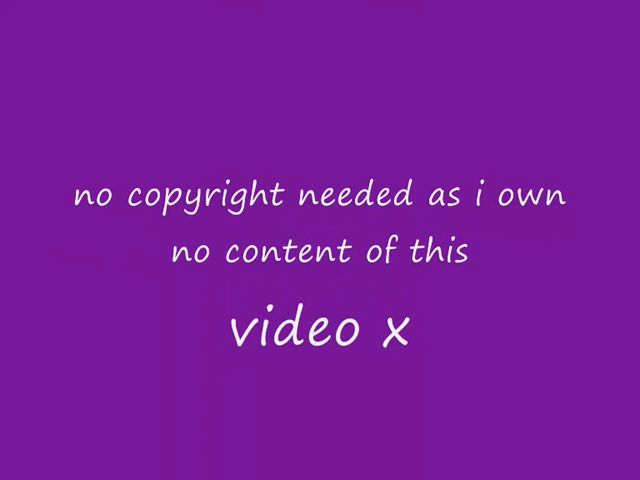 no copyright needed as i own
no content of this
video x